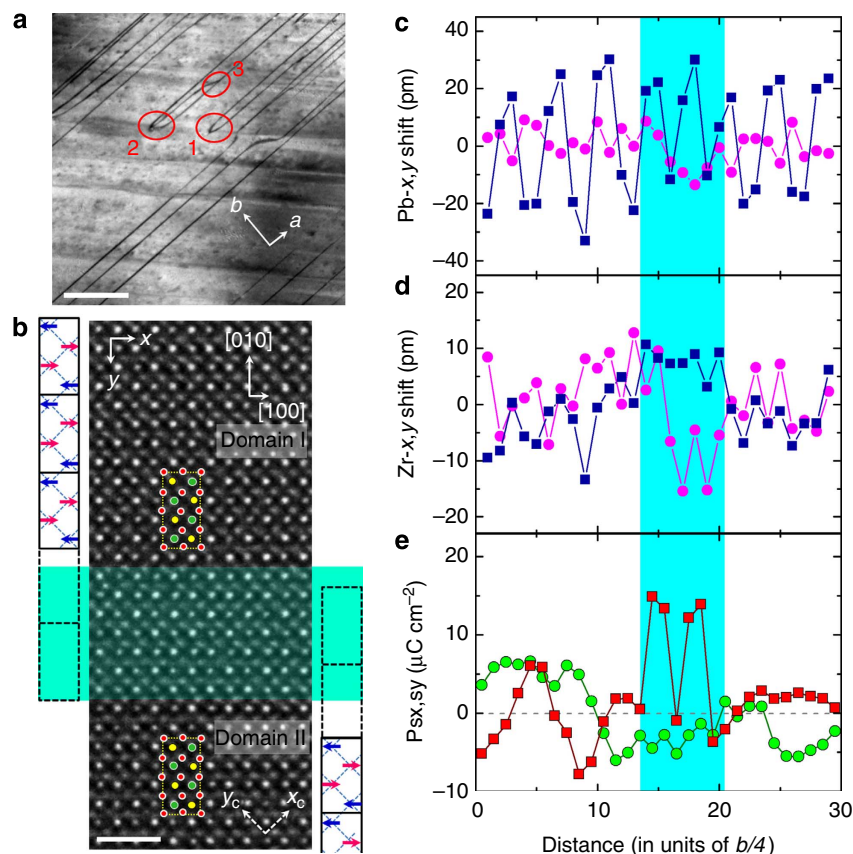 a
3
2
1
b
a
b
x
y
[010]
[100]
Domain I
Domain II
y_c
x_c
c
40
20
0
−20
−40
Pb-x,y shift (pm)
d
20
10
0
−10
−20
Zr-x,y shift (pm)
e
20
10
0
−10
Psx,sy (μC cm⁻²)
0
10
20
30
Distance (in units of b/4)